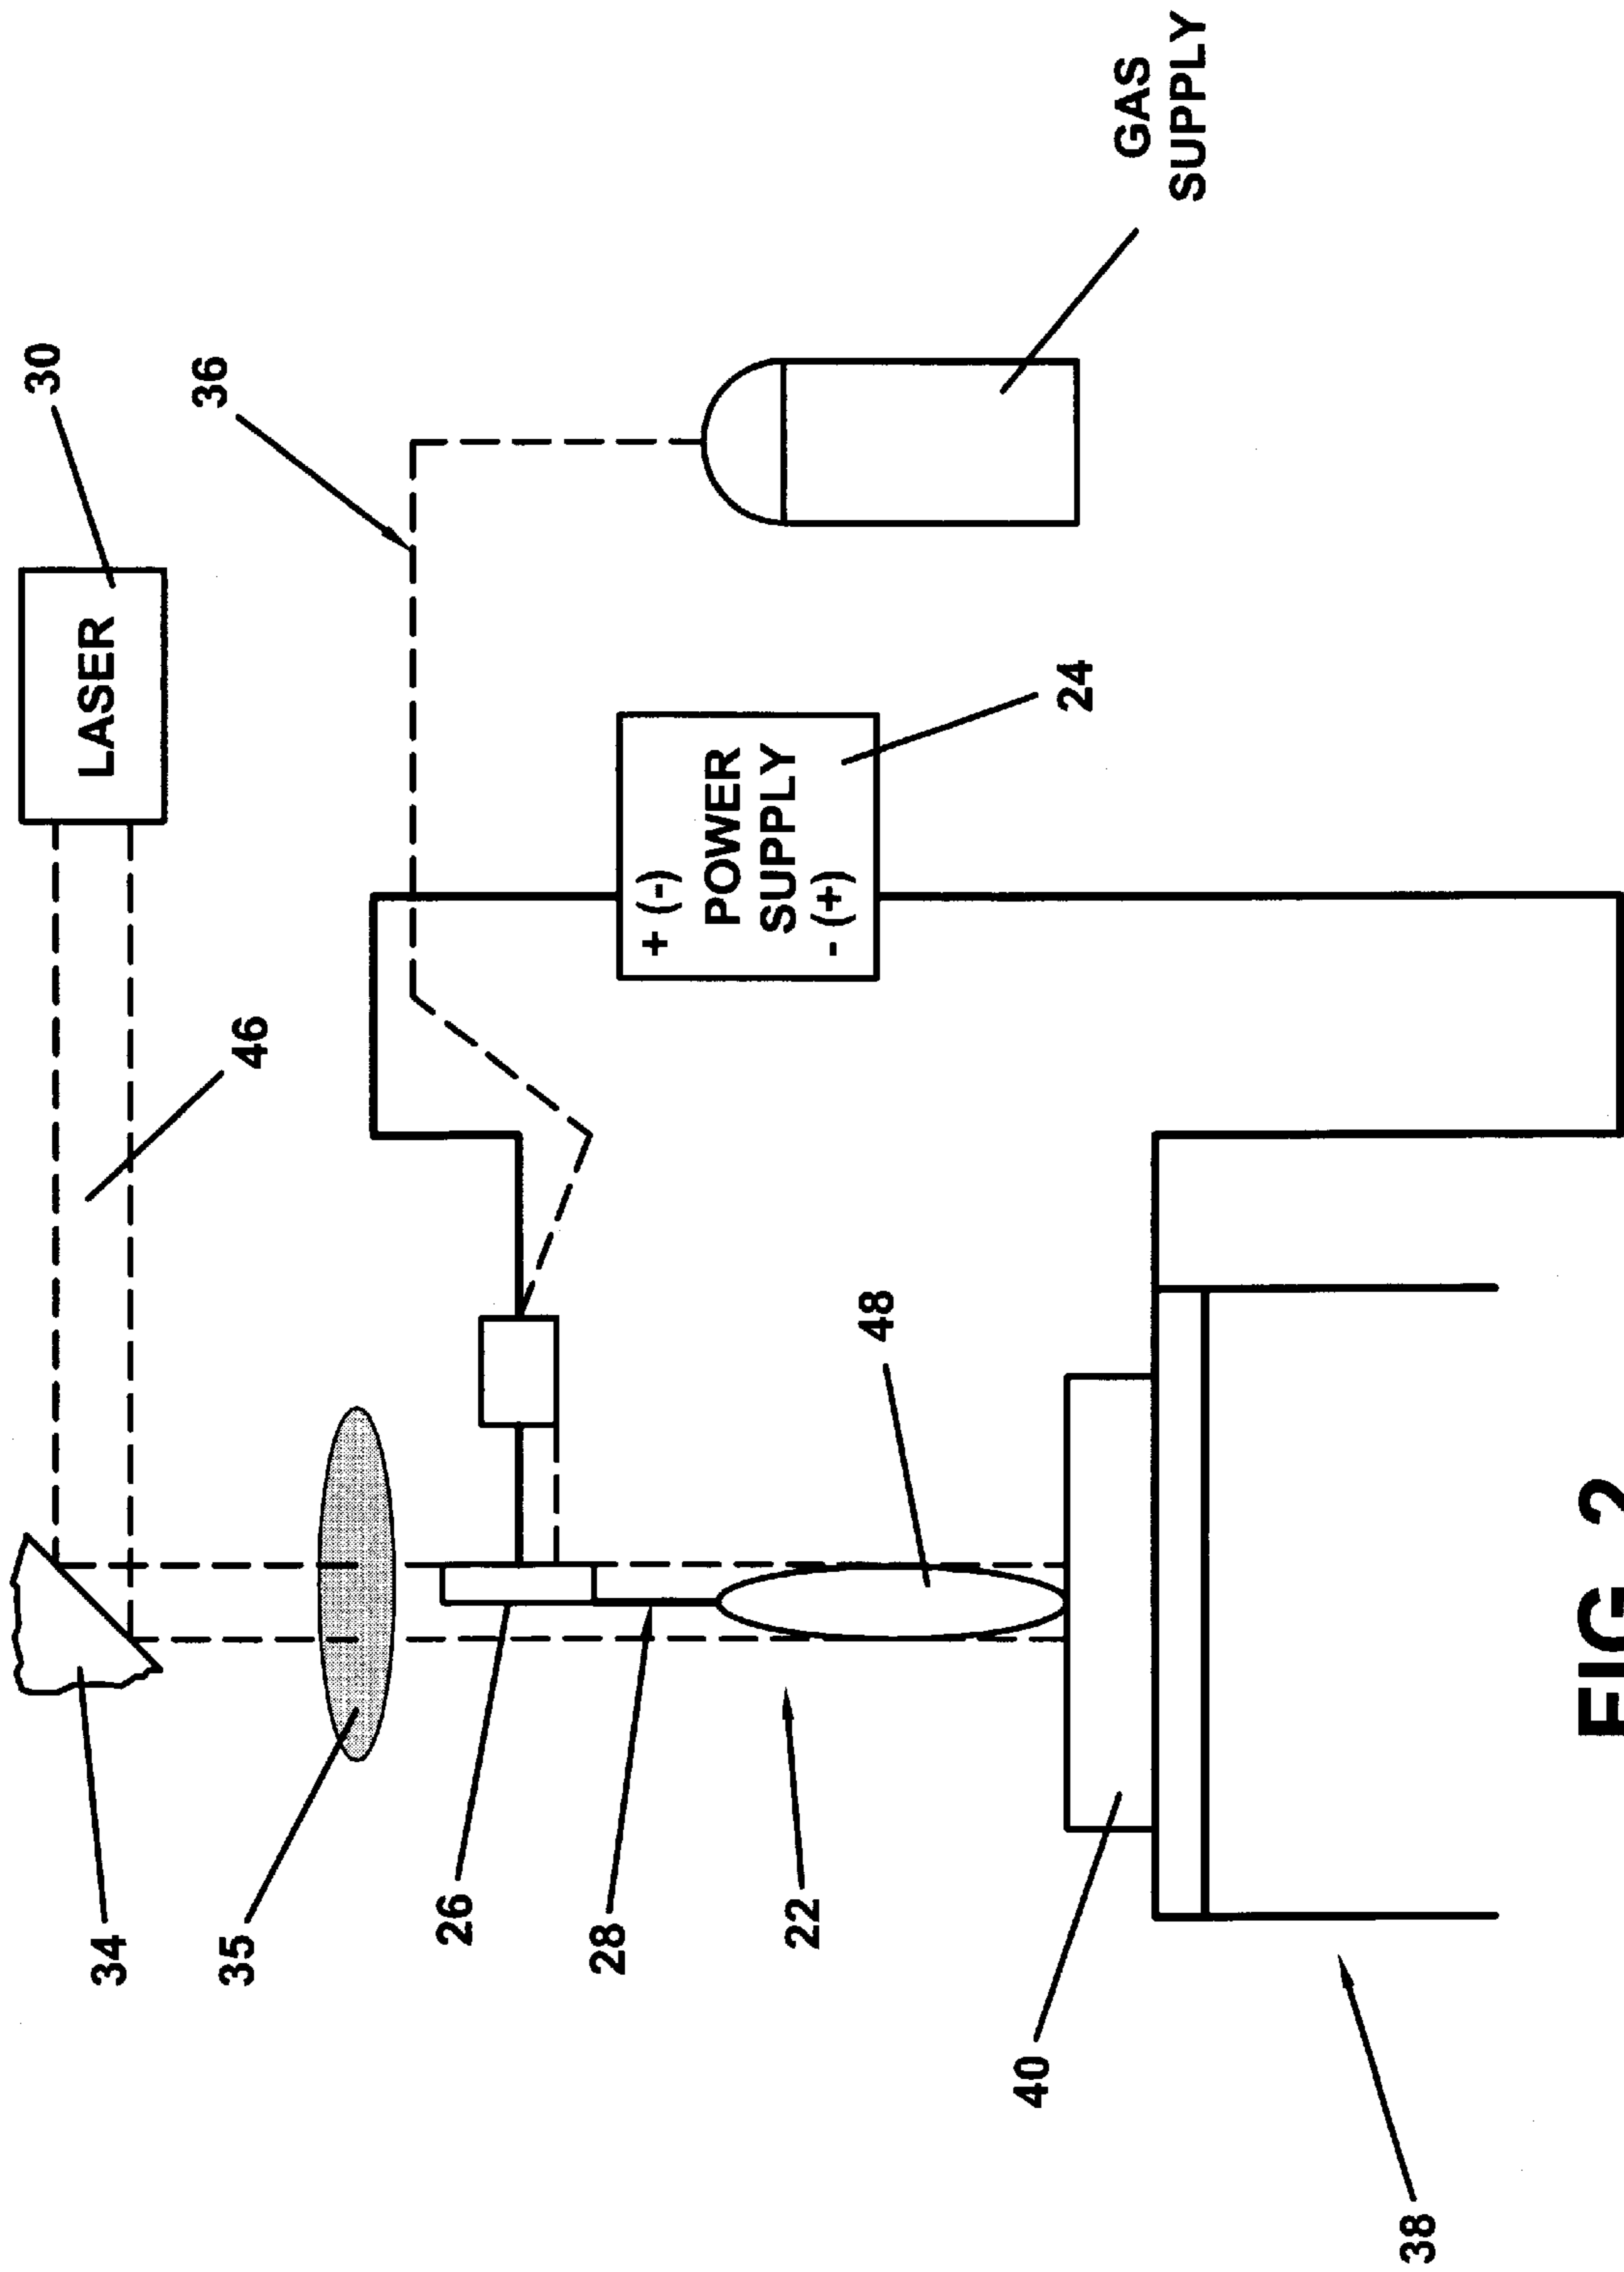 30
LASER
34
36
35
46
26
28
+ (-)
POWER
SUPPLY
- (+)
22
48
40
24
GAS
SUPPLY
38
FIG. 2